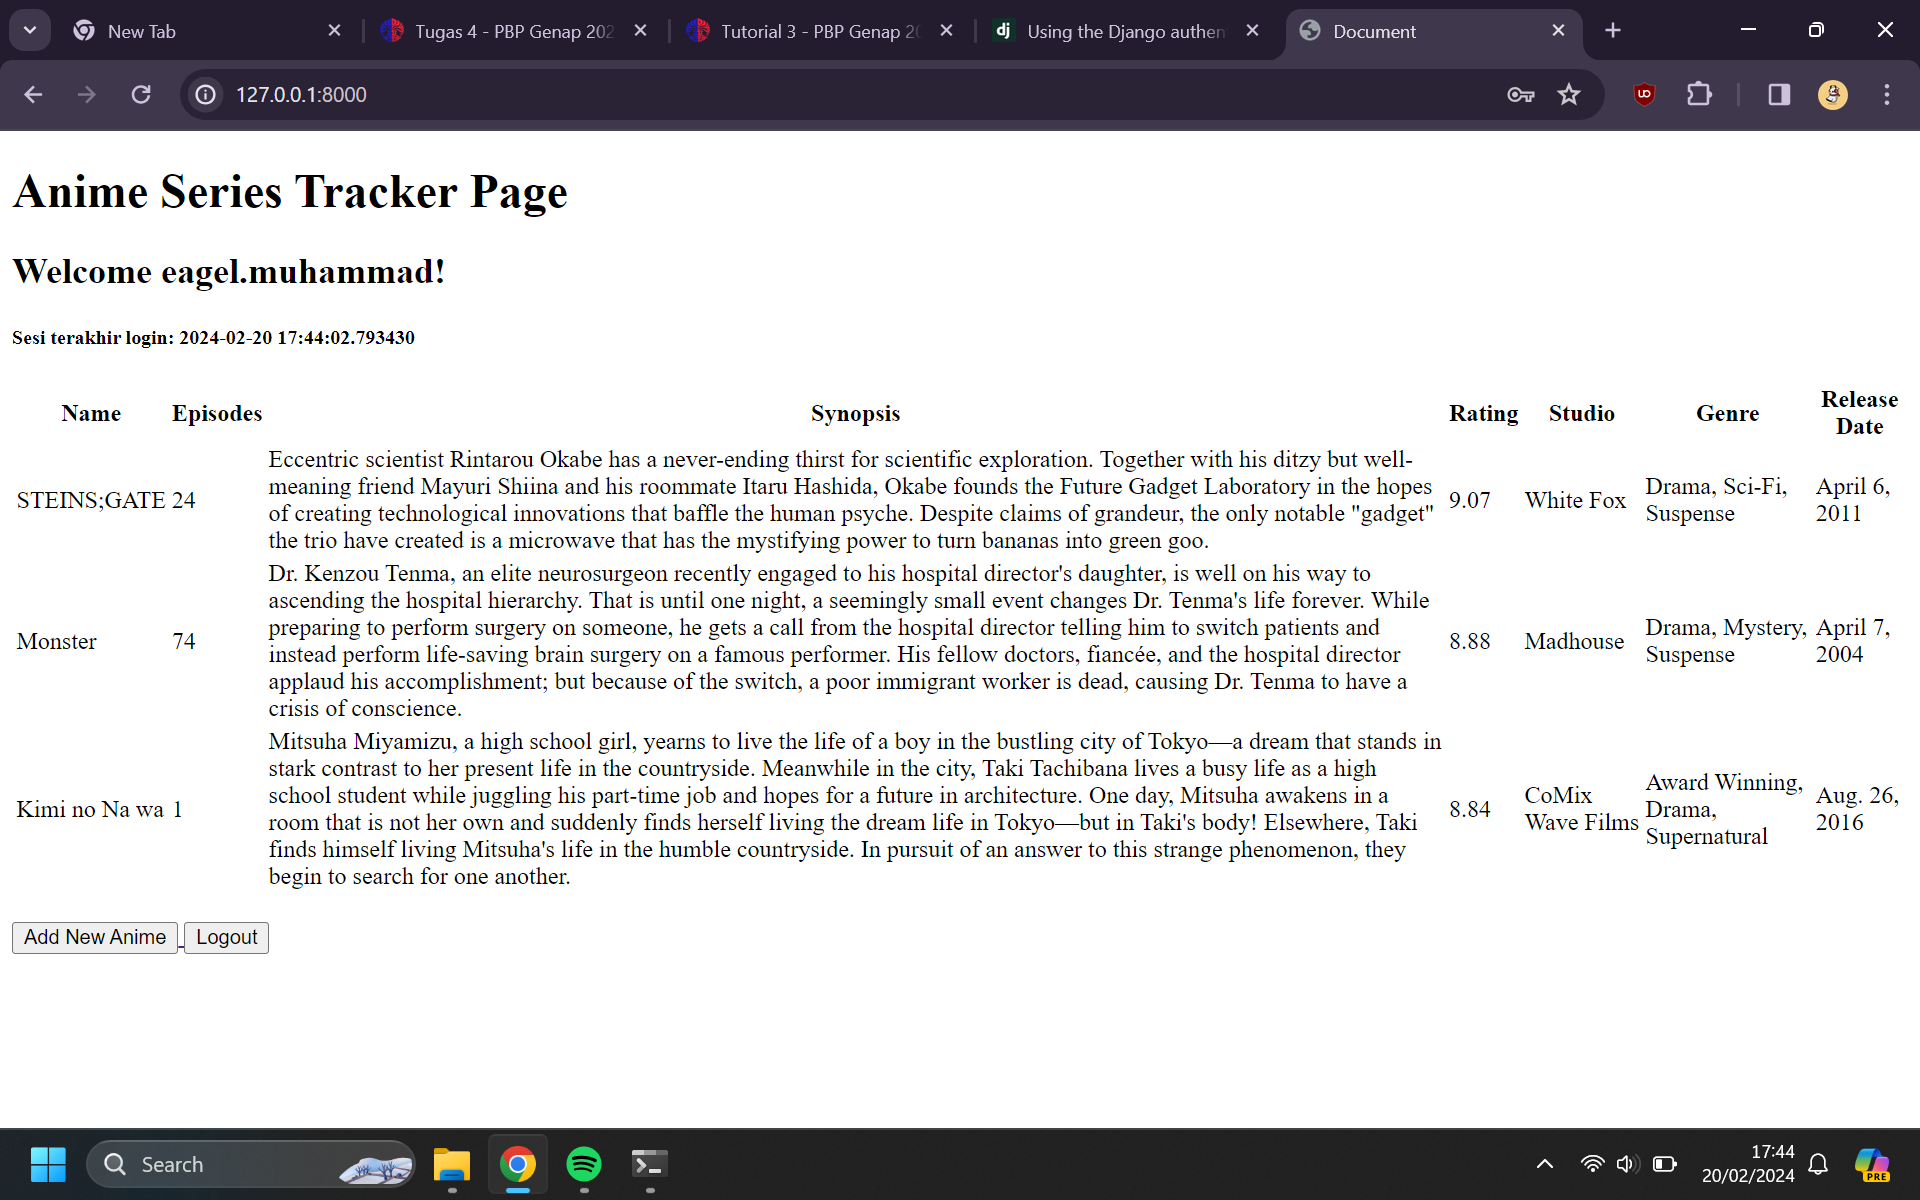 New Tab
Tugas 4 - PBP Genap 202
Tutorial 3 - PBP Genap 20
dj
Using the Django authen
Document
127.0.0.1:8000
Anime Series Tracker Page
Welcome eagel.muhammad!
Sesi terakhir login: 2024-02-20 17:44:02.793430
Name Episodes Synopsis Rating Studio Genre Release
Date
STEINS;GATE 24
Eccentric scientist Rintarou Okabe has a never-ending thirst for scientific exploration. Together with his ditzy but well-
meaning friend Mayuri Shiina and his roommate Itaru Hashida, Okabe founds the Future Gadget Laboratory in the hopes
of creating technological innovations that baffle the human psyche. Despite claims of grandeur, the only notable "gadget"
the trio have created is a microwave that has the mystifying power to turn bananas into green goo.
9.07
White Fox
Drama, Sci-Fi,
Suspense
April 6,
2011
Monster 74
Dr. Kenzou Tenma, an elite neurosurgeon recently engaged to his hospital director's daughter, is well on his way to
ascending the hospital hierarchy. That is until one night, a seemingly small event changes Dr. Tenma's life forever. While
preparing to perform surgery on someone, he gets a call from the hospital director telling him to switch patients and
instead perform life-saving brain surgery on a famous performer. His fellow doctors, fiancée, and the hospital director
applaud his accomplishment; but because of the switch, a poor immigrant worker is dead, causing Dr. Tenma to have a
crisis of conscience.
8.88
Madhouse
Drama, Mystery,
Suspense
April 7,
2004
Kimi no Na wa 1
Mitsuha Miyamizu, a high school girl, yearns to live the life of a boy in the bustling city of Tokyo—a dream that stands in
stark contrast to her present life in the countryside. Meanwhile in the city, Taki Tachibana lives a busy life as a high
school student while juggling his part-time job and hopes for a future in architecture. One day, Mitsuha awakens in a
room that is not her own and suddenly finds herself living the dream life in Tokyo—but in Taki's body! Elsewhere, Taki
finds himself living Mitsuha's life in the humble countryside. In pursuit of an answer to this strange phenomenon, they
begin to search for one another.
8.84
CoMix
Wave Films
Award Winning,
Drama,
Supernatural
Aug. 26,
2016
Add New Anime
Logout
Search
17:44
20/02/2024
PRE